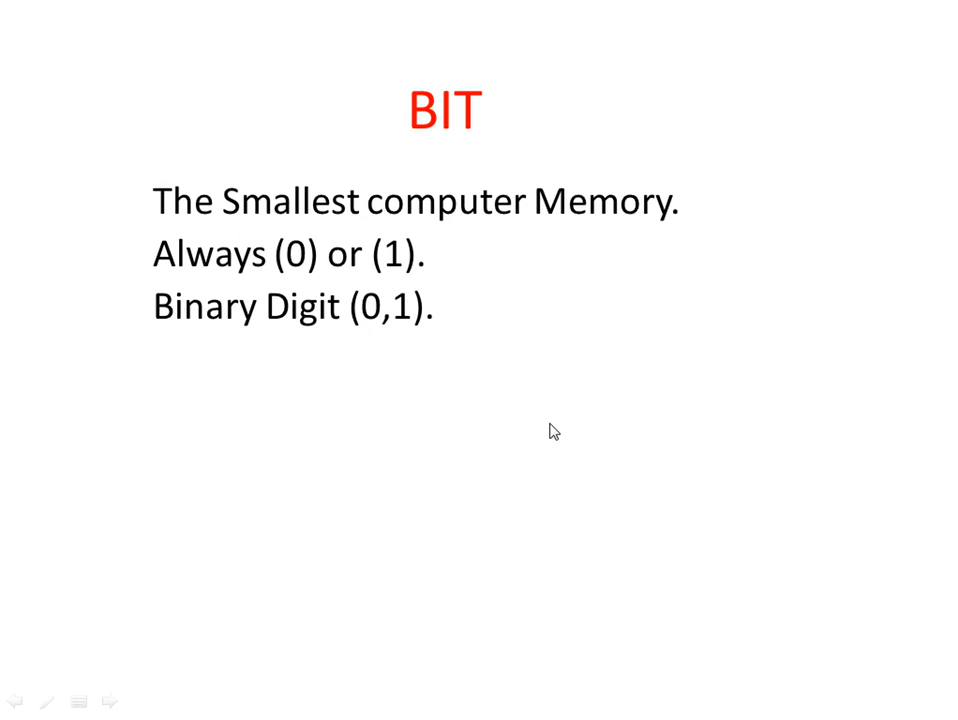 BIT
The Smallest computer Memory.
Always (0) or (1).
Binary Digit (0,1).